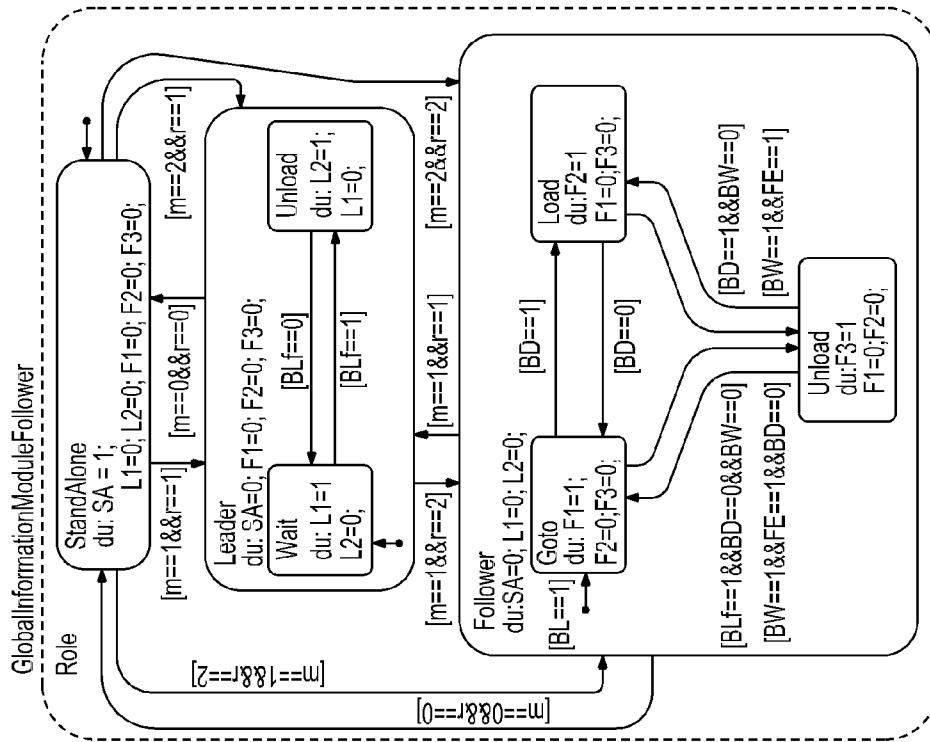 GlobalInformationModuleFollower
Role
StandAlone
du: SA = 1;
L1=0; L2=0; F1=0; F2=0; F3=0;
[m==1&&r==1]
[m==0&&r==0]
[m==2&&r==1]
Leader
du: SA=0; F1=0; F2=0; F3=0;
Wait
du: L1=1
L2=0;
[BLf==0]
[BLf==1]
Unload
du: L2=1;
L1=0;
[m==1&&r==2]
[m==1&&r==1]
[m==2&&r==2]
Follower
du:SA=0; L1=0; L2=0;
[BL==1]
Goto
du: F1=1;
F2=0;F3=0;
[BD==1]
[BD==0]
Load
du:F2=1
F1=0;F3=0;
[BLf==1&&BD==0&&BW==0]
[BW==1&&FE==1&&BD==0]
[BD==1&&BW==0]
[BW==1&&FE==1]
Unload
du:F3=1
F1=0;F2=0;
[m==1&&r==2]
[m==0&&r=0]